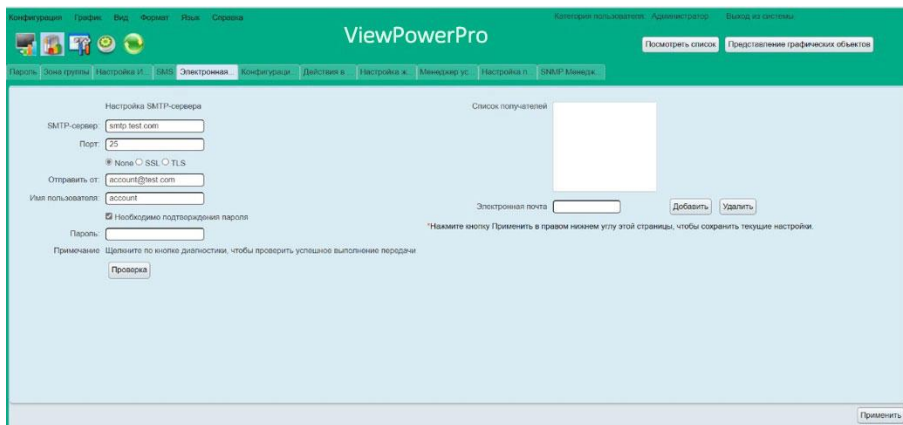 Конфигурация График Вид Формат Язык Справка
Категория пользователя: Администратор Выход из системы
ViewPowerPro
Посмотреть список Представление графических объектов
Пароль Зона группы Настройка И... SMS Электронная... Конфигураци... Действия в ... Настройка ж... Менеджер ус... Настройка п... SNMP Менедж...
Настройка SMTP-сервера
SMTP-сервер: smtp.test.com
Порт: 25
None SSL TLS
Отправить от: account@test.com
Имя пользователя: account
Необходимо подтверждения пароля
Пароль:
Примечание Щелкните по кнопке диагностики, чтобы проверить успешное выполнение передачи
Проверка
Список получателей
Электронная почта Добавить Удалить
*Нажмите кнопку Применить в правом нижнем углу этой страницы, чтобы сохранить текущие настройки.
Применить